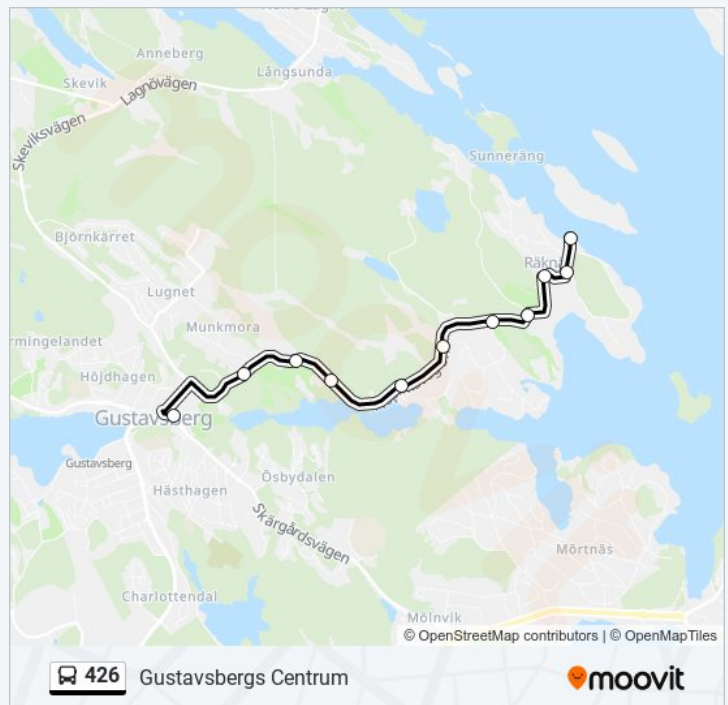 Anneberg
Långsunda
Skevik
Lagnövägen
Skeviksvägen
Sunneräng
Björnkärret
Räkna
Lugnet
Munkmora
rmingelandet
Höjdhagen
Gustavsberg
Gustavsberg
Ösbydalen
Hästhagen
Skärgårdsvägen
Mörtnäs
Charlottendal
Mölnvik
© OpenStreetMap contributors | © OpenMapTiles
426 Gustavsbergs Centrum
moovit